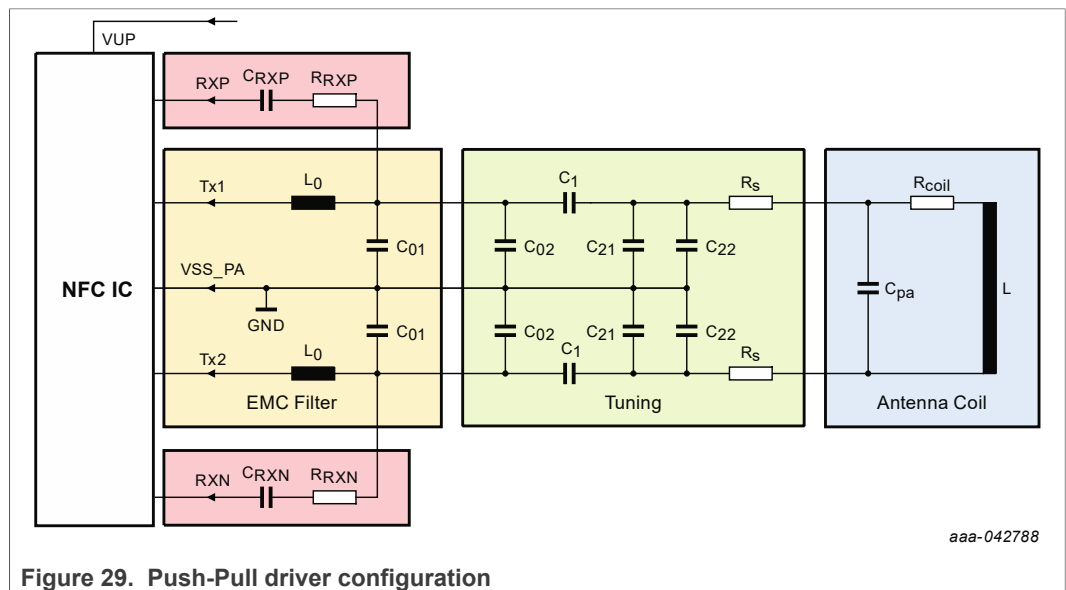 VUP
RXP
CRXP
RRXP
Tx1
L0
C1
Rs
Rcoil
C01
C02
C21
C22
VSS_PA
NFC IC
GND
Cpa
L
C01
C02
C21
C22
Tx2
L0
C1
Rs
EMC Filter
Tuning
Antenna Coil
RXN
CRXN
RRXN
aaa-042788
Figure 29. Push-Pull driver configuration